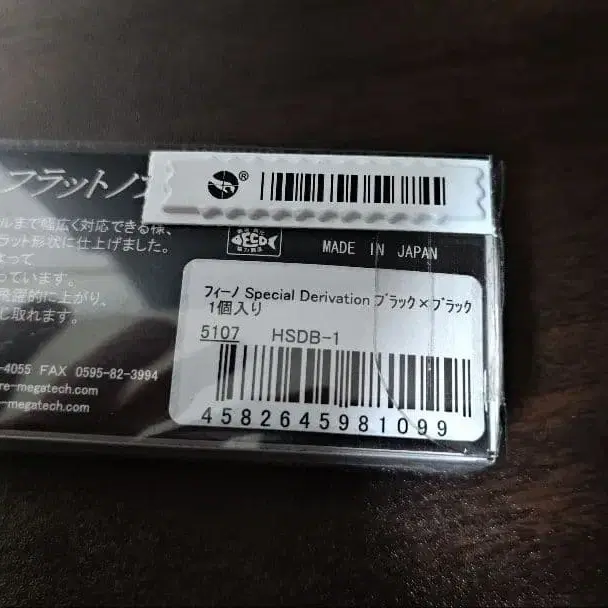 フラットノブ
®
ルまで幅広く対応できる様、
ラット形状に仕上げました。
よって
っています。
飛躍的に上がり、
じ取れます。
-4055 FAX 0595-82-3994
re-megatech.com
re-megatech.com
ECO
MADE IN JAPAN
フィーノ Special Derivation ブラック×ブラック
1個入り
5107 HSDB-1
4582645981099